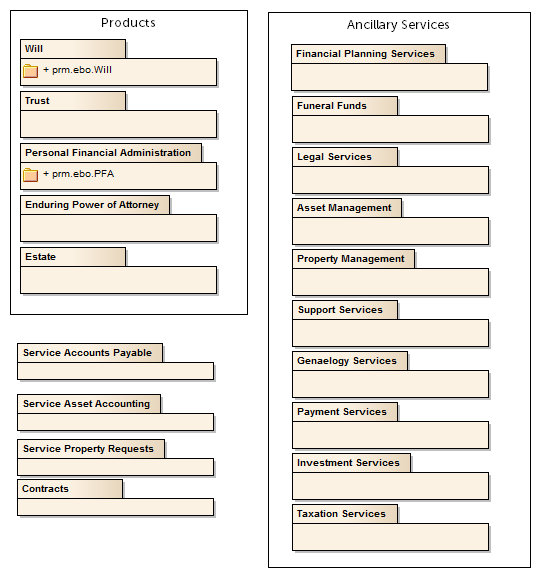 Products
Will
+ prm.ebo.Will
Trust
Personal Financial Administration
+ prm.ebo.PFA
Enduring Power of Attorney
Estate
Service Accounts Payable
Service Asset Accounting
Service Property Requests
Contracts
Ancillary Services
Financial Planning Services
Funeral Funds
Legal Services
Asset Management
Property Management
Support Services
Genaelogy Services
Payment Services
Investment Services
Taxation Services